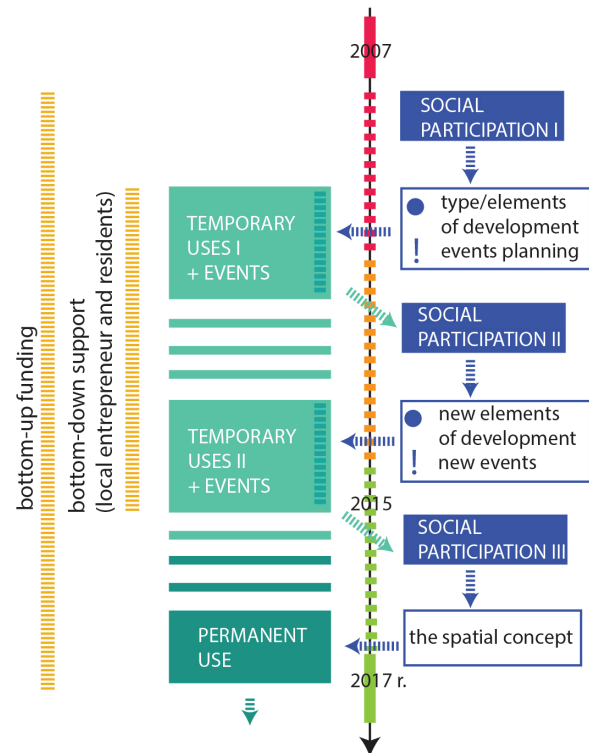 2007
SOCIAL
PARTICIPATION I
type/elements
of development
! events planning
TEMPORARY
USES I
+ EVENTS
SOCIAL
PARTICIPATION II
new elements
of development
! new events
TEMPORARY
USES II
+ EVENTS
2015
SOCIAL
PARTICIPATION III
the spatial concept
PERMANENT
USE
2017 r.
bottom-up funding
bottom-down support
(local entrepreneur and residents)